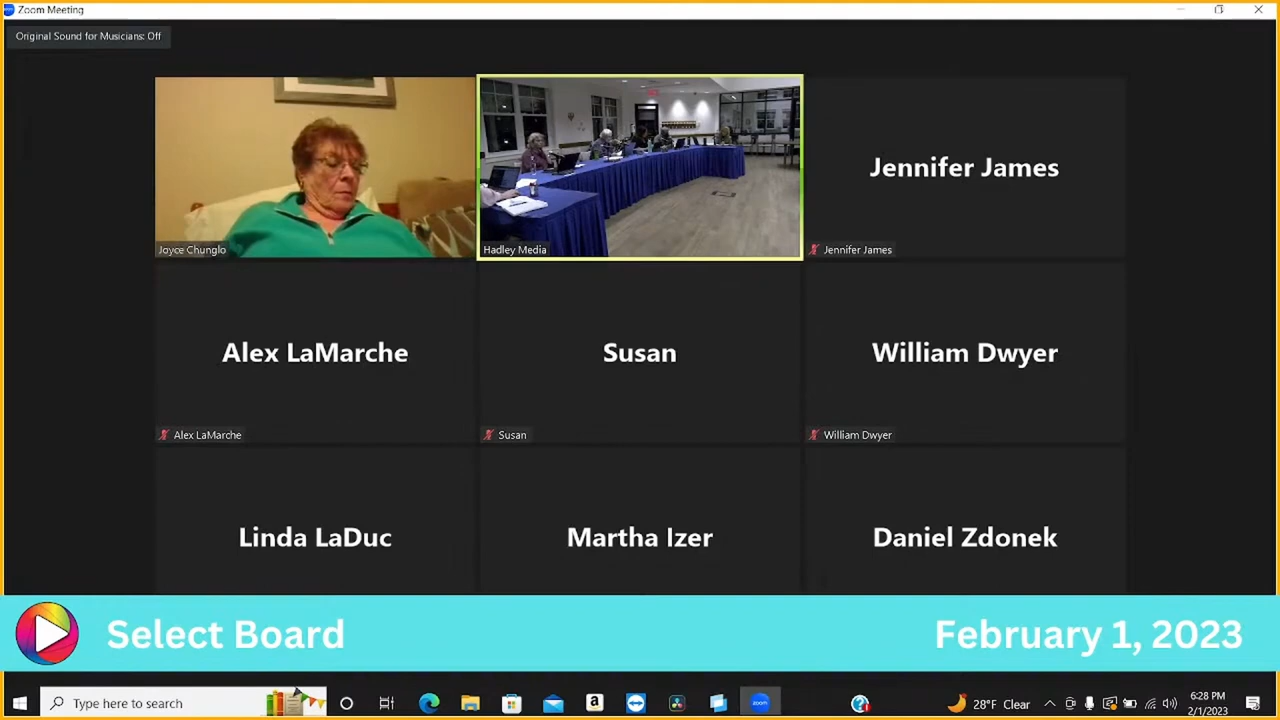 Zoom Meeting
Original Sound for Musicians: Off
Joyce Chunglo
Hadley Media
Jennifer James
Jennifer James
Alex LaMarche
Alex LaMarche
Susan
Susan
William Dwyer
William Dwyer
Linda LaDuc
Martha Izer
Daniel Zdonek
Select Board
February 1, 2023
Type here to search
a
zoom
28°F Clear
6:28 PM
2/1/2023